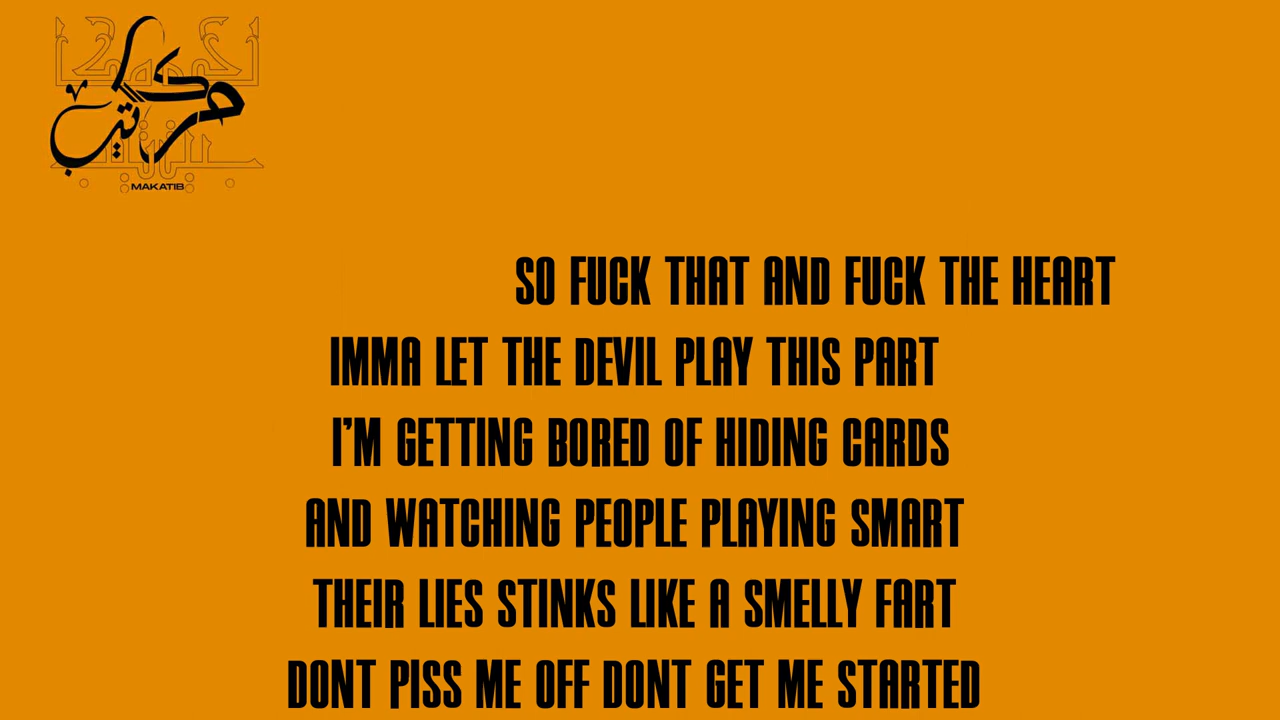 مكاتيب
MAKATIB
SO FUCK THAT AND FUCK THE HEART
IMMA LET THE DEVIL PLAY THIS PART
I'M GETTING BORED OF HIDING CARDS
AND WATCHING PEOPLE PLAYING SMART
THEIR LIES STINKS LIKE A SMELLY FART
DONT PISS ME OFF DONT GET ME STARTED